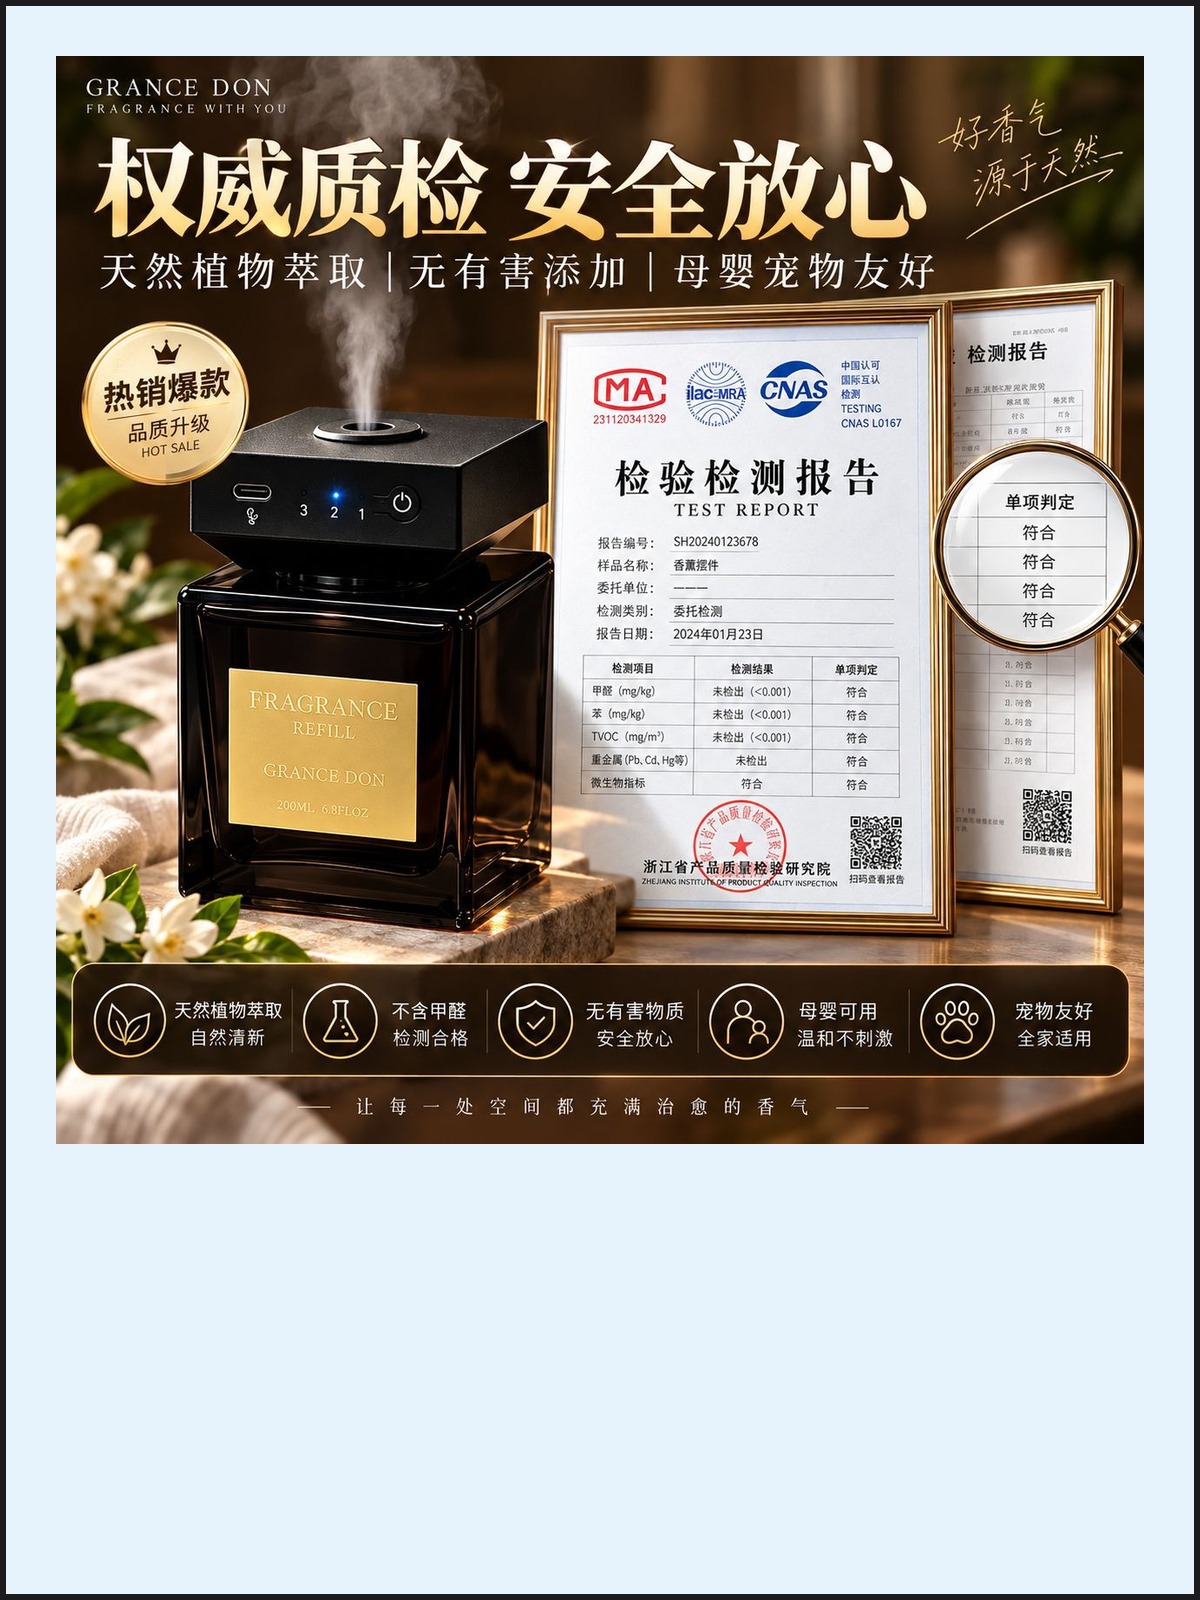 GRANCE DON
FRAGRANCE WITH YOU
好香气
源于天然
权威质检 安全放心
天然植物萃取｜无有害添加｜母婴宠物友好
热销爆款
品质升级
HOT SALE
3 2 1
FRAGRANCE
REFILL
GRANCE DON
200ML 6.8FLOZ
MA
231120341329
ilac-MRA
CNAS
中国认可
国际互认
检测
TESTING
CNAS L0167
检验检测报告
TEST REPORT
报告编号： SH20240123678
样品名称： 香薰摆件
委托单位： ———
检测类别： 委托检测
报告日期： 2024年01月23日
检测项目 检测结果 单项判定
甲醛（mg/kg） 未检出（<0.001） 符合
苯（mg/kg） 未检出（<0.001） 符合
TVOC（mg/m³） 未检出（<0.001） 符合
重金属（Pb、Cd、Hg等） 未检出 符合
微生物指标 符合 符合
浙江省产品质量检验研究院
ZHEJIANG INSTITUTE OF PRODUCT QUALITY INSPECTION
扫码查看报告
检测报告
单项判定
符合
符合
符合
符合
扫码查看报告
天然植物萃取
自然清新
不含甲醛
检测合格
无有害物质
安全放心
母婴可用
温和不刺激
宠物友好
全家适用
让每一处空间都充满治愈的香气